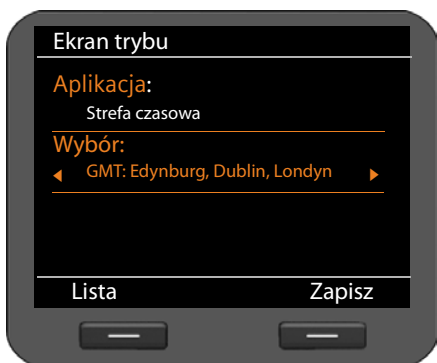 Ekran trybu
Aplikacja:
Strefa czasowa
Wybór:
GMT: Edynburg, Dublin, Londyn
Lista Zapisz